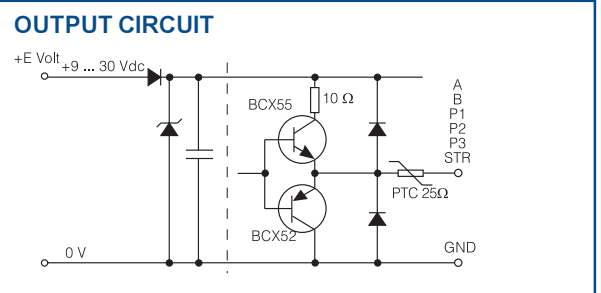 OUTPUT CIRCUIT
+E Volt
+9 ... 30 Vdc
BCX55
10 Ω
A
B
P1
P2
P3
STR
PTC 25Ω
BCX52
0 V
GND